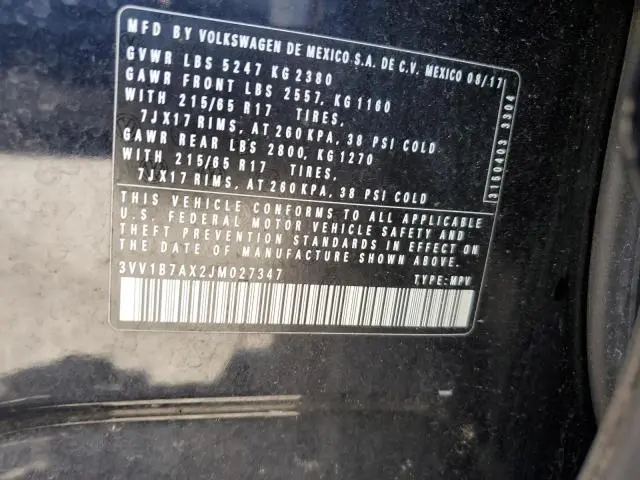 MFD BY VOLKSWAGEN DE MEXICO S.A. DE C.V. MEXICO 08/17
GVWR LBS 5247 KG 2380
GAWR FRONT LBS 2557, KG 1160
WITH 215/65 R17 TIRES,
7JX17 RIMS, AT 260 KPA, 38 PSI COLD
GAWR REAR LBS 2800, KG 1270
WITH 215/65 R17 TIRES,
7JX17 RIMS, AT 260 KPA, 38 PSI COLD
3150403 3304
THIS VEHICLE CONFORMS TO ALL APPLICABLE
U.S. FEDERAL MOTOR VEHICLE SAFETY AND
THEFT PREVENTION STANDARDS IN EFFECT ON
THE DATE OF MANUFACTURE SHOWN ABOVE.
3VV1B7AX2JM027347
TYPE: MPV